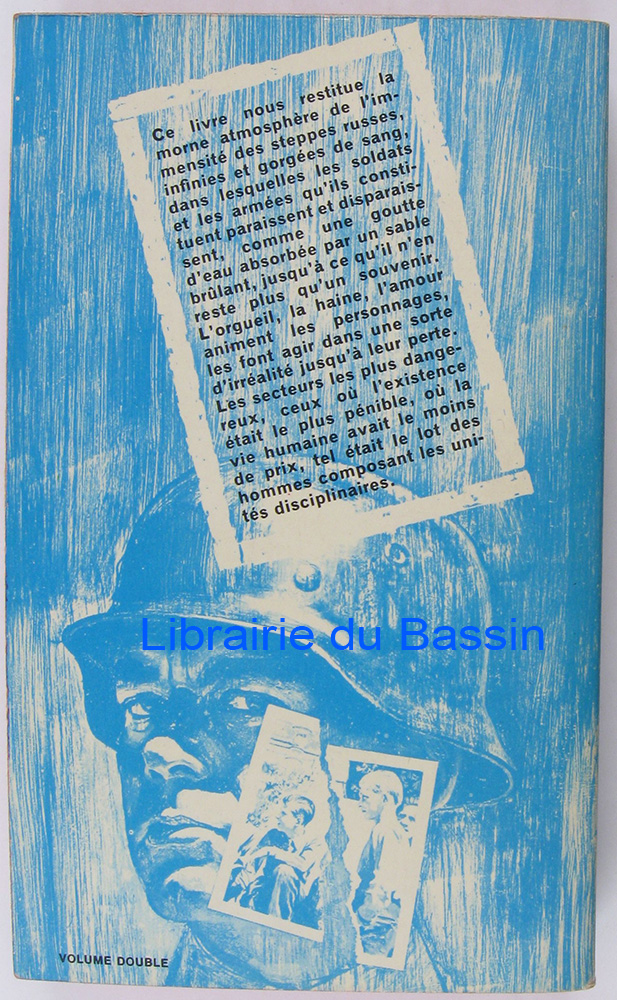 Ce livre nous restitue la
morne atmosphère de l'im-
mensité des steppes russes,
infinies et gorgées de sang,
dans lesquelles les soldats
et les armées qu'ils consti-
tuent paraissent et disparais-
sent, comme une goutte
d'eau absorbée par un sable
brûlant, jusqu'à ce qu'il n'en
reste plus qu'un souvenir.
L'orgueil, la haine, l'amour
animent les personnages,
les font agir dans une sorte
d'irréalité jusqu'à leur perte.
Les secteurs les plus dange-
reux, ceux où l'existence
était le plus pénible, où la
vie humaine avait le moins
de prix, tel était le lot des
hommes composant les uni-
tés disciplinaires.
Librairie du Bassin
VOLUME DOUBLE